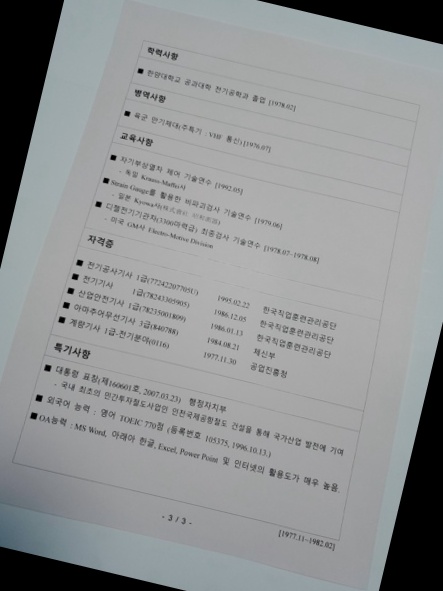 학력사항
■ 한양대학교 공과대학 전기공학과 졸업 [1978.02]
병역사항
■ 육군 만기제대(주특기 : VHF 통신) [1976.07]
교육사항
■ 자기부상열차 제어 기술연수 [1992.05]
- 독일 Krauss-Maffei사
■ Strain Gauge를 활용한 비파괴검사 기술연수 [1979.06]
- 일본 Kyowa사(株式會社
■ 디젤전기기관차(3300마력급) 최종검사 기술연수 [1978.07~1978.08]
- 미국 GM사 Electro-Motive Division
자격증
■ 전기공사기사 1급(77242207705U) 1995.02.22 한국직업훈련관리공단
■ 전기기사 1급(78243305905) 1986.12.05 한국직업훈련관리공단
■ 산업안전기사 1급(78235001809) 1986.01.13 한국직업훈련관리공단
■ 아마추어무선기사 3급(840788) 1984.08.21 체신부
■ 계량기사 1급-전기분야(0116) 1977.11.30 공업진흥청
특기사항
■ 대통령 표창(제160601호, 2007.03.23) 행정자치부
- 국내 최초의 민간투자철도사업인 인천국제공항철도 건설을 통해 국가산업 발전에 기여
■ 외국어 능력 : 영어 TOEIC 770점 (등록번호 105375, 1996.10.13.)
■ OA능력 : MS Word, 아래아 한글, Excel, Power Point 및 인터넷의 활용도가 매우 높음.
- 3 / 3 -
[1977.11~1982.02]